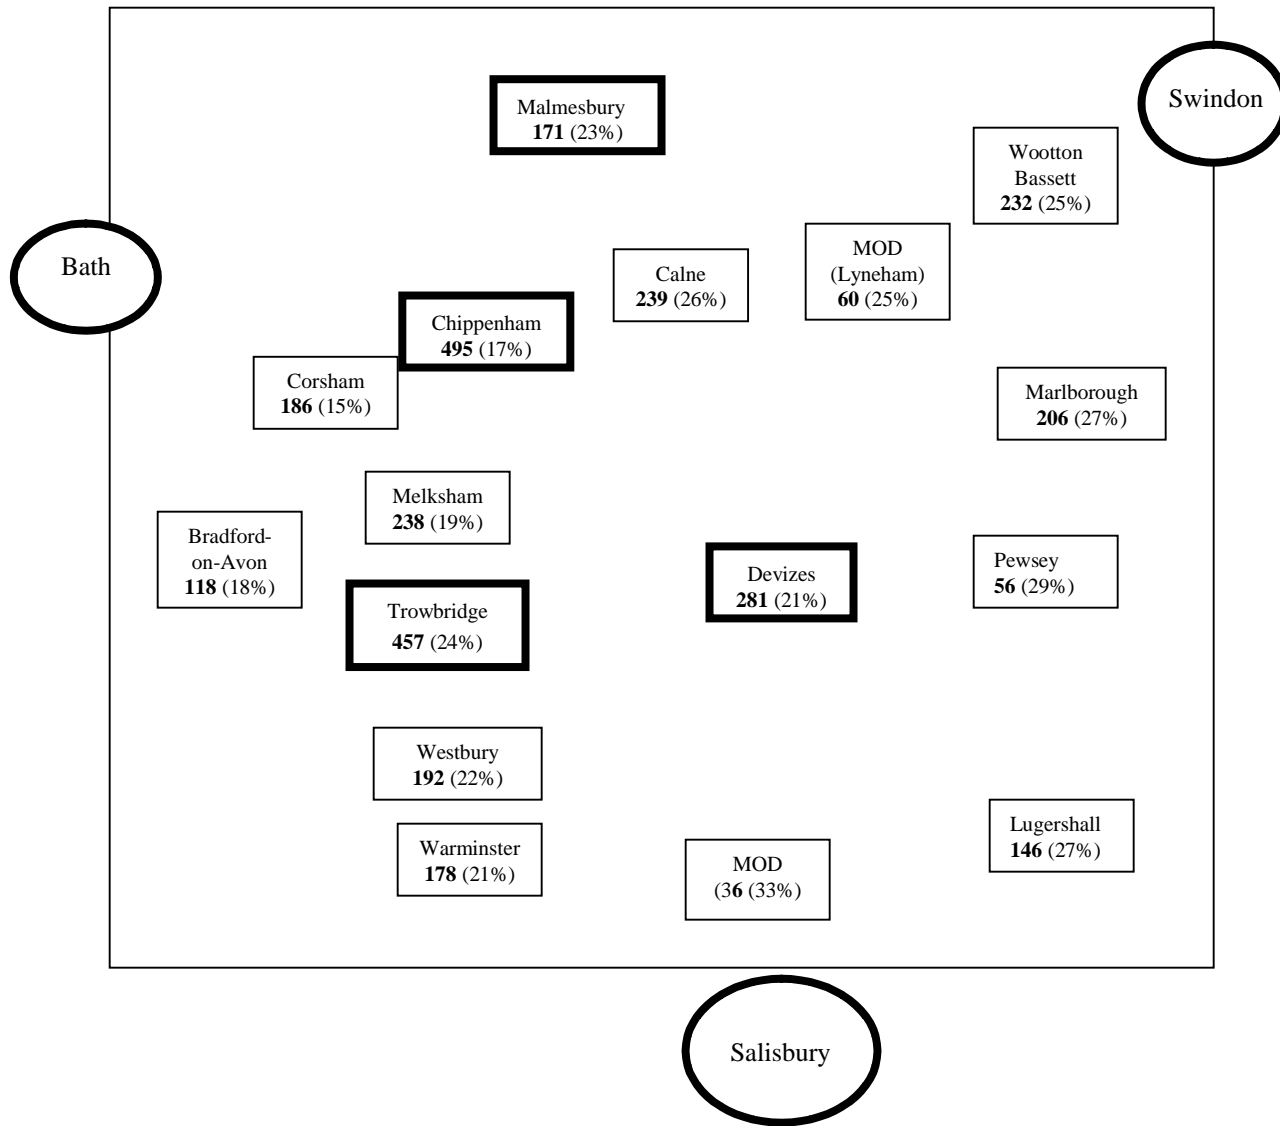 Malmesbury
171 (23%)
Swindon
Wootton
Bassett
232 (25%)
Bath
MOD
(Lyneham)
60 (25%)
Calne
239 (26%)
Chippenham
495 (17%)
Corsham
186 (15%)
Marlborough
206 (27%)
Melksham
238 (19%)
Bradford-
on-Avon
118 (18%)
Devizes
281 (21%)
Pewsey
56 (29%)
Trowbridge
457 (24%)
Westbury
192 (22%)
Lugershall
146 (27%)
Warminster
178 (21%)
MOD
(36 (33%)
Salisbury